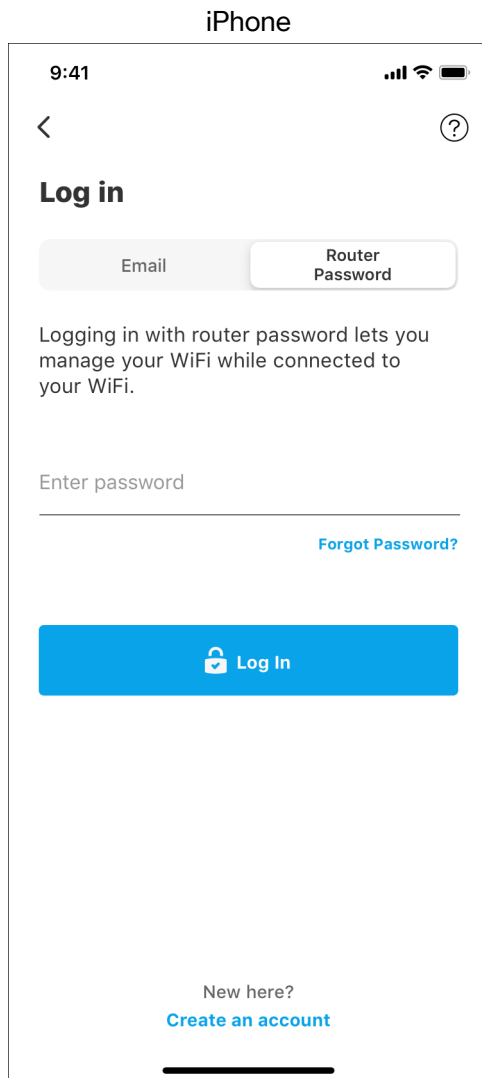 iPhone
9:41
?
Log in
Email
Router
Password
Logging in with router password lets you
manage your WiFi while connected to
your WiFi.
Enter password
Forgot Password?
Log In
New here?
Create an account